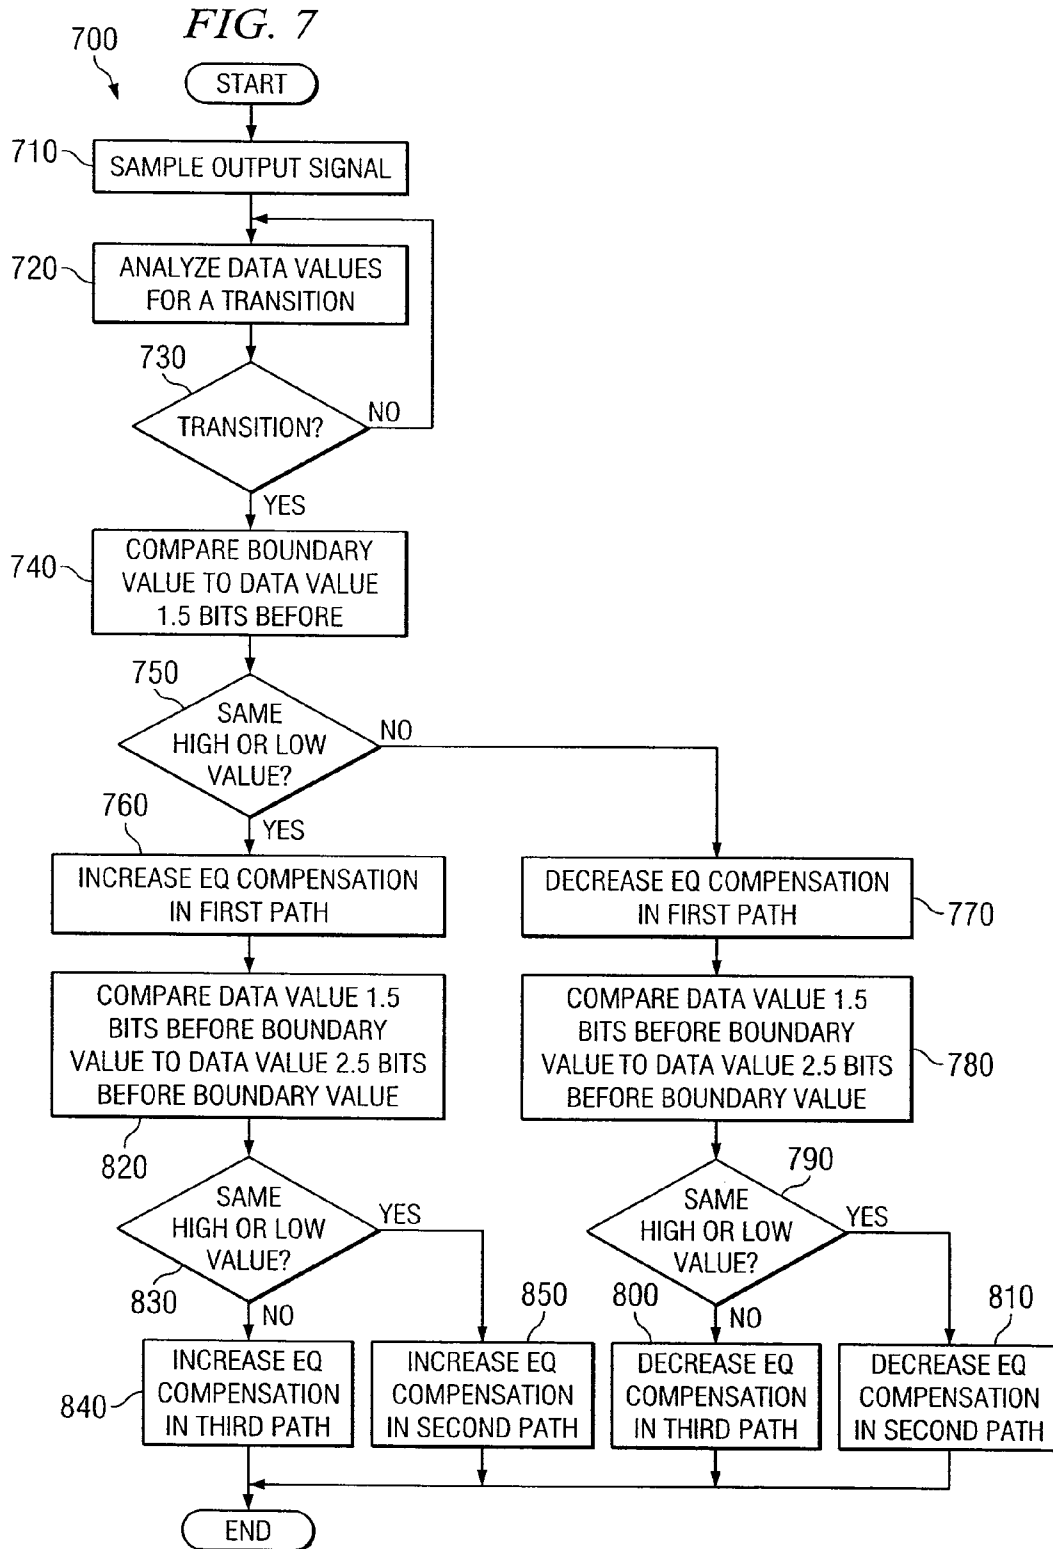 FIG. 7
700
START
710
SAMPLE OUTPUT SIGNAL
720
ANALYZE DATA VALUES
FOR A TRANSITION
730
TRANSITION?
NO
YES
740
COMPARE BOUNDARY
VALUE TO DATA VALUE
1.5 BITS BEFORE
750
SAME
HIGH OR LOW
VALUE?
NO
YES
760
INCREASE EQ COMPENSATION
IN FIRST PATH
DECREASE EQ COMPENSATION
IN FIRST PATH
770
COMPARE DATA VALUE 1.5
BITS BEFORE BOUNDARY
VALUE TO DATA VALUE 2.5 BITS
BEFORE BOUNDARY VALUE
820
COMPARE DATA VALUE 1.5
BITS BEFORE BOUNDARY
VALUE TO DATA VALUE 2.5 BITS
BEFORE BOUNDARY VALUE
780
SAME
HIGH OR LOW
VALUE?
YES
830
NO
790
SAME
HIGH OR LOW
VALUE?
YES
NO
840
INCREASE EQ
COMPENSATION
IN THIRD PATH
850
INCREASE EQ
COMPENSATION
IN SECOND PATH
800
DECREASE EQ
COMPENSATION
IN THIRD PATH
810
DECREASE EQ
COMPENSATION
IN SECOND PATH
END